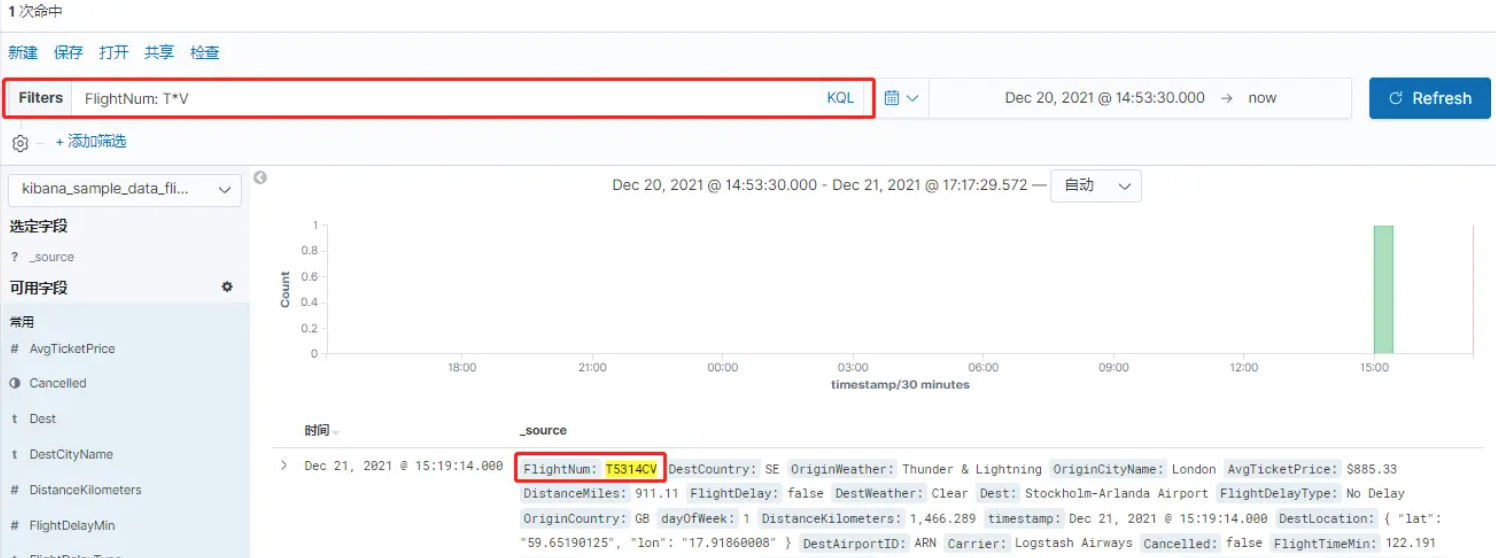 1 次命中
新建 保存 打开 共享 检查
Filters FlightNum: T*V KQL Dec 20, 2021 @ 14:53:30.000 → now Refresh
+ 添加筛选
kibana_sample_data_fli... Dec 20, 2021 @ 14:53:30.000 - Dec 21, 2021 @ 17:17:29.572 — 自动
选定字段
? _source
可用字段
常用
# AvgTicketPrice
Cancelled
t Dest
t DestCityName
# DistanceKilometers
# FlightDelayMin
Count
1
0.8
0.6
0.4
0.2
0
18:00 21:00 00:00 03:00 06:00 09:00 12:00 15:00
timestamp/30 minutes
时间 _source
Dec 21, 2021 @ 15:19:14.000 FlightNum: T5314CV DestCountry: SE OriginWeather: Thunder & Lightning OriginCityName: London AvgTicketPrice: $885.33
DistanceMiles: 911.11 FlightDelay: false DestWeather: Clear Dest: Stockholm-Arlanda Airport FlightDelayType: No Delay
OriginCountry: GB dayOfWeek: 1 DistanceKilometers: 1,466.289 timestamp: Dec 21, 2021 @ 15:19:14.000 DestLocation: { "lat":
"59.65190125", "lon": "17.91860008" } DestAirportID: ARN Carrier: Logstash Airways Cancelled: false FlightTimeMin: 122.191